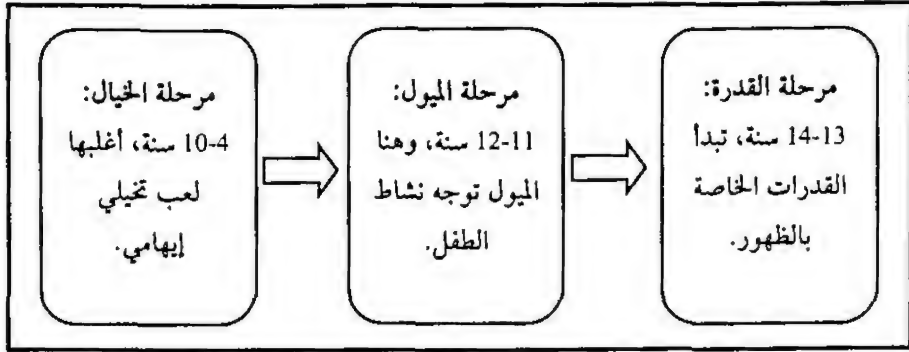 مرحلة الخيال:
4-10 سنة، أغلبها
لعب تخيلي
إيهامي.
مرحلة الميول:
11-12 سنة، وهنا
الميول توجه نشاط
الطفل.
مرحلة القدرة:
13-14 سنة، تبدأ
القدرات الخاصة
بالظهور.